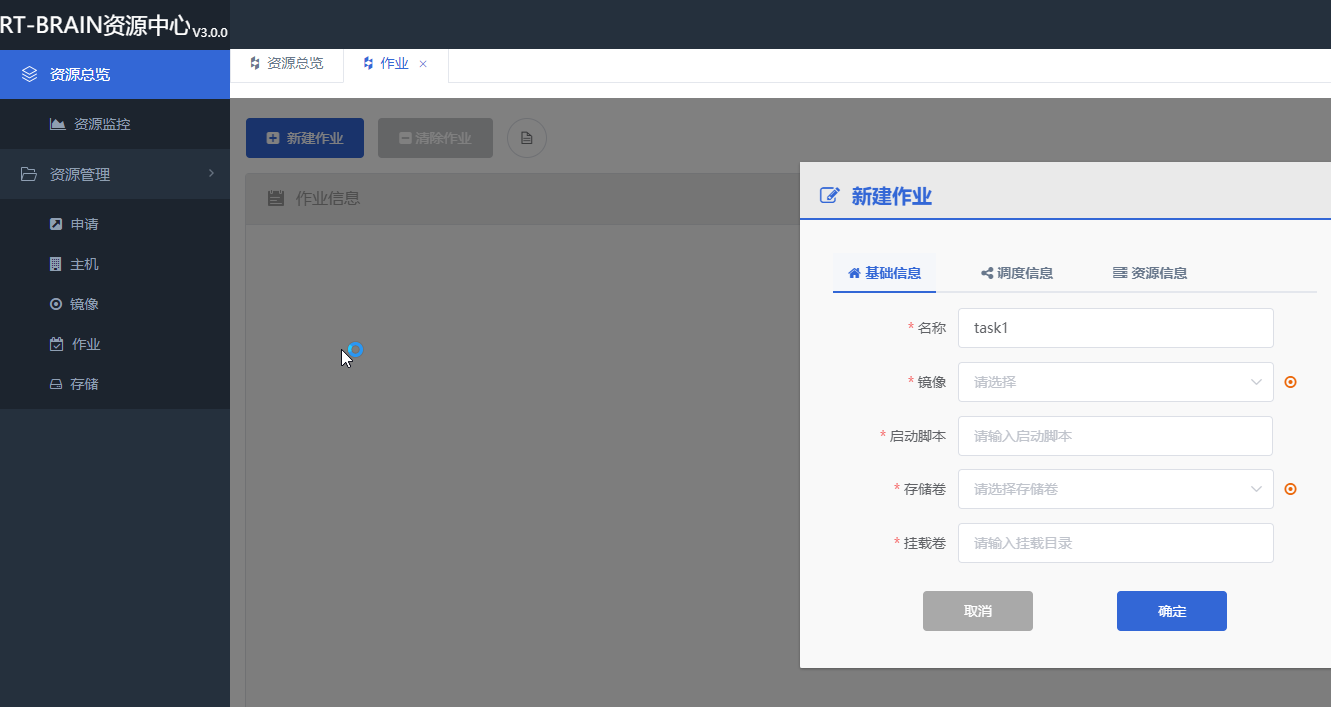 RT-BRAIN资源中心V3.0.0
资源总览
资源监控
资源管理
申请
主机
镜像
作业
存储
资源总览 作业 ×
新建作业 清除作业
作业信息
新建作业
基础信息 调度信息 资源信息
*名称 task1
*镜像 请选择
*启动脚本 请输入启动脚本
*存储卷 请选择存储卷
*挂载卷 请输入挂载目录
取消 确定